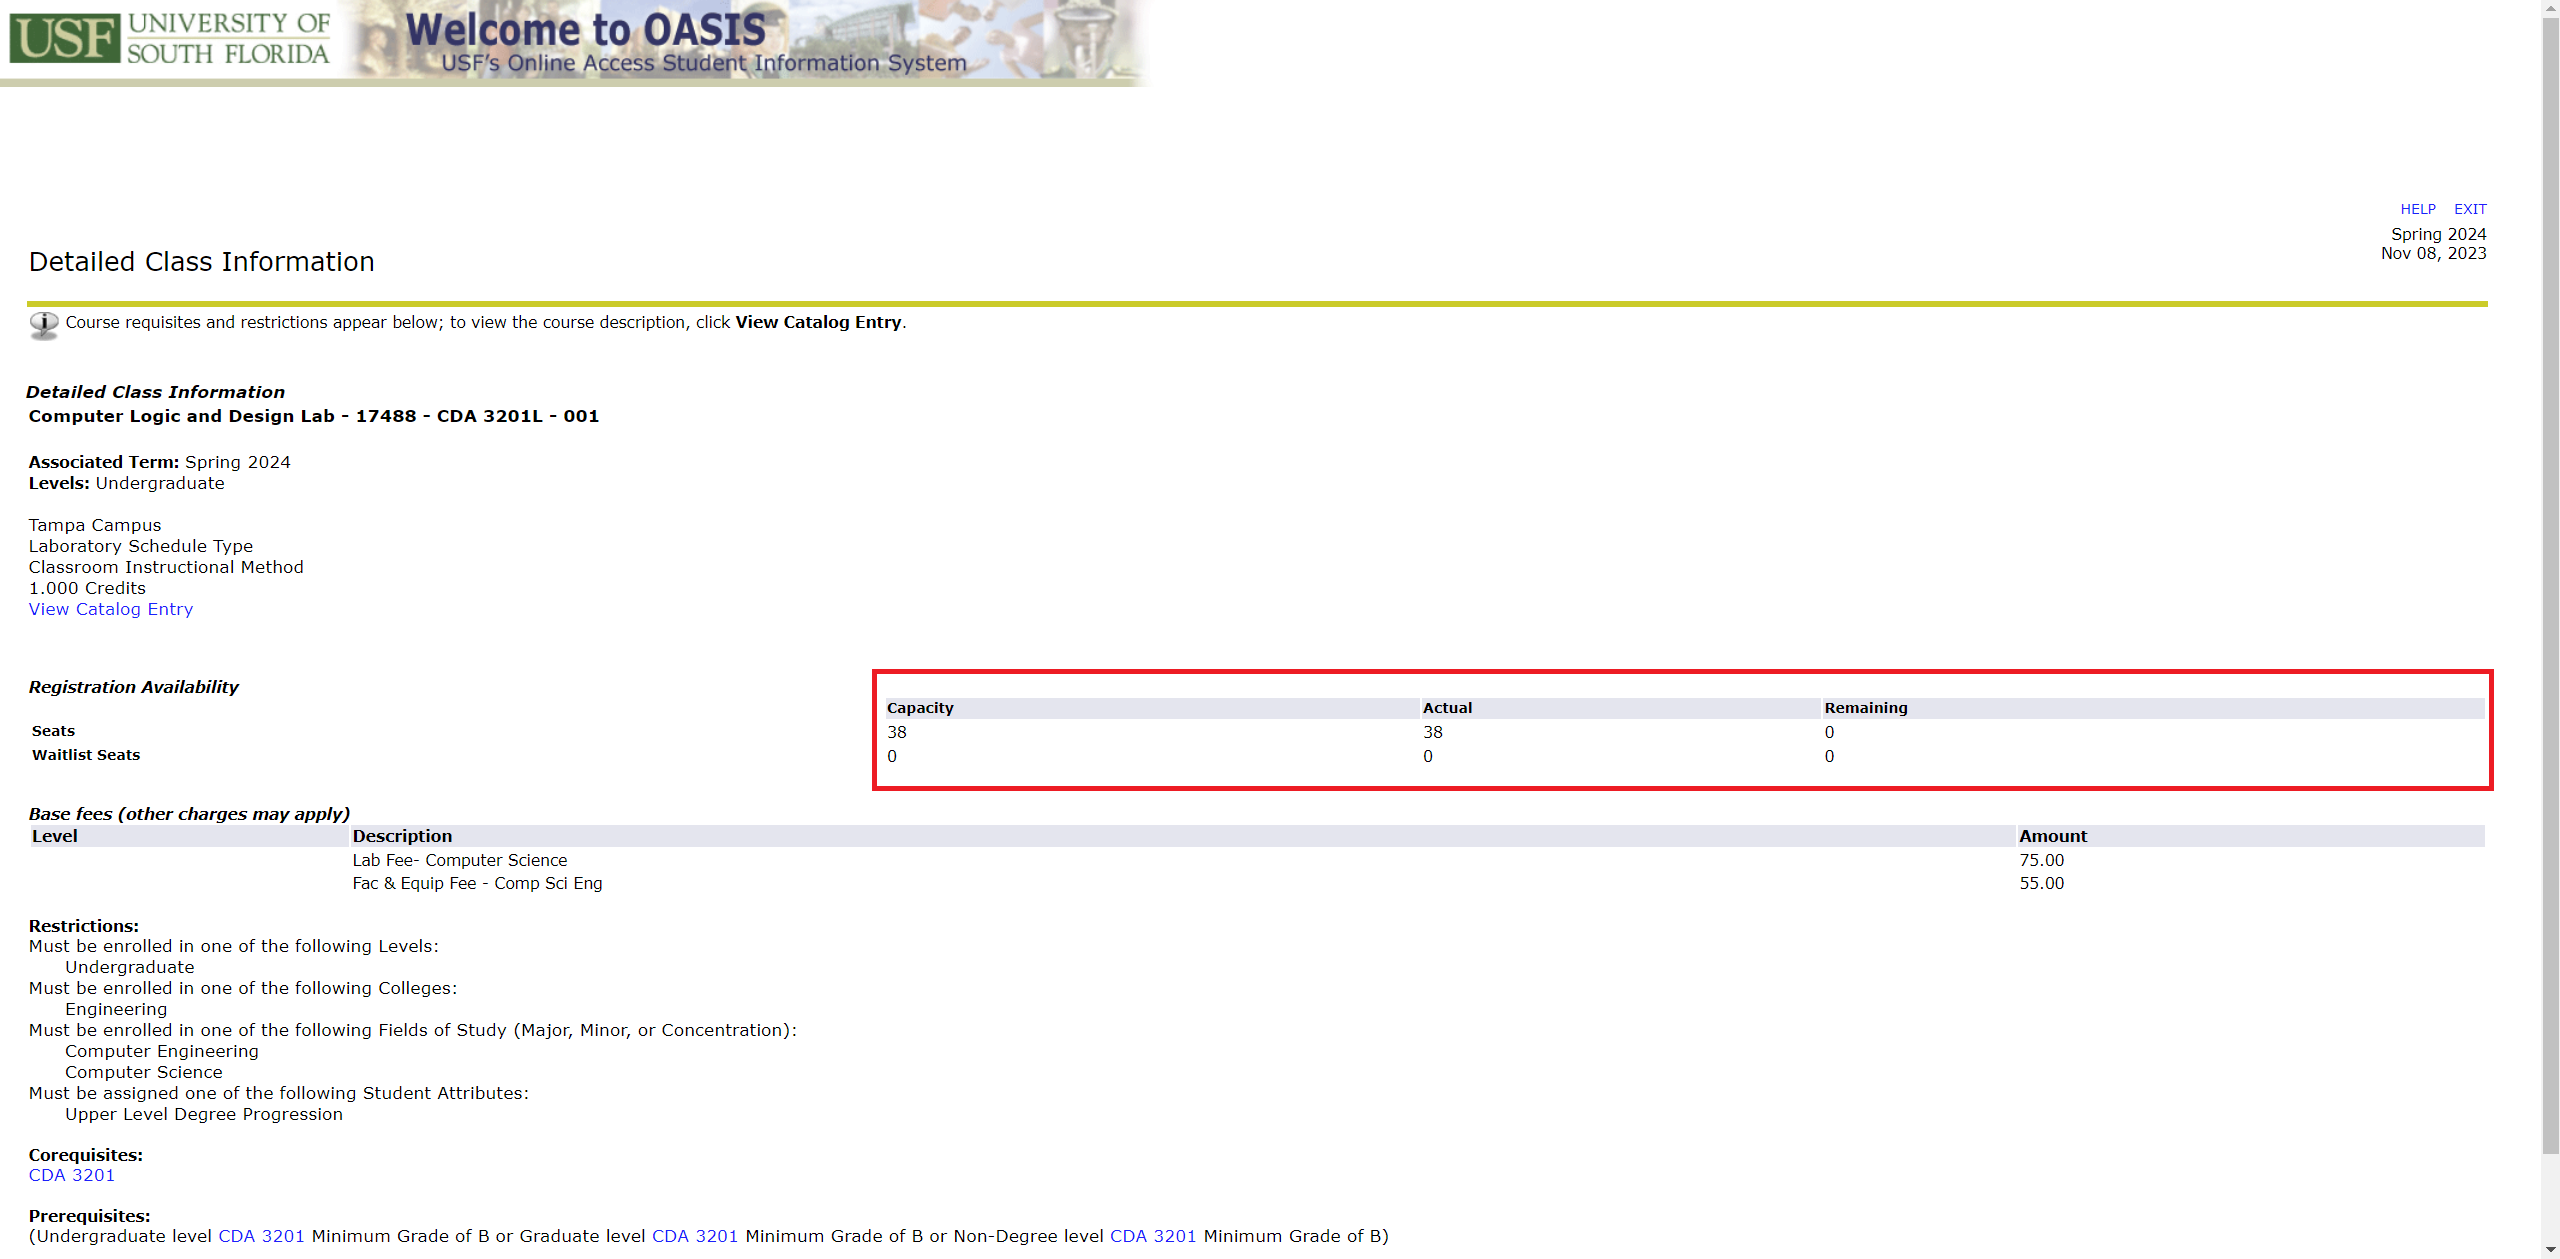 USF UNIVERSITY OF
SOUTH FLORIDA
Welcome to OASIS
USF's Online Access Student Information System
HELP EXIT
Spring 2024
Nov 08, 2023
Detailed Class Information
Course requisites and restrictions appear below; to view the course description, click View Catalog Entry.
Detailed Class Information
Computer Logic and Design Lab - 17488 - CDA 3201L - 001
Associated Term: Spring 2024
Levels: Undergraduate
Tampa Campus
Laboratory Schedule Type
Classroom Instructional Method
1.000 Credits
View Catalog Entry
Registration Availability
Capacity Actual Remaining
Seats 38 38 0
Waitlist Seats 0 0 0
Base fees (other charges may apply)
Level Description Amount
Lab Fee- Computer Science 75.00
Fac & Equip Fee - Comp Sci Eng 55.00
Restrictions:
Must be enrolled in one of the following Levels:
Undergraduate
Must be enrolled in one of the following Colleges:
Engineering
Must be enrolled in one of the following Fields of Study (Major, Minor, or Concentration):
Computer Engineering
Computer Science
Must be assigned one of the following Student Attributes:
Upper Level Degree Progression
Corequisites:
CDA 3201
Prerequisites:
(Undergraduate level CDA 3201 Minimum Grade of B or Graduate level CDA 3201 Minimum Grade of B or Non-Degree level CDA 3201 Minimum Grade of B)